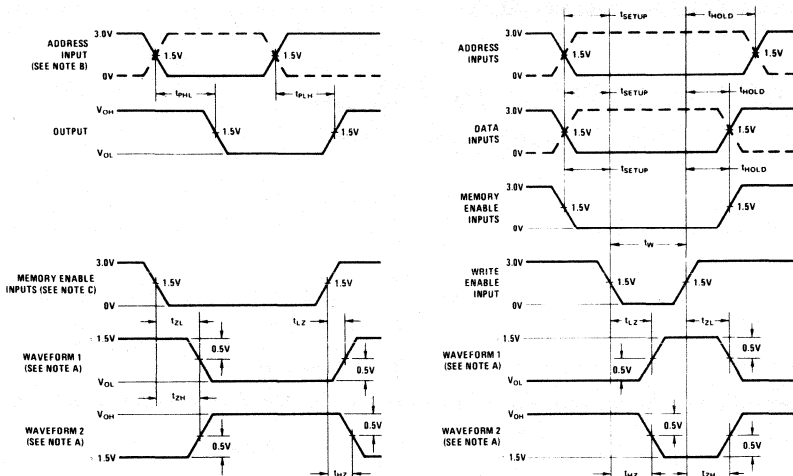 3.0V
ADDRESS
INPUT
(SEE NOTE B)
1.5V
1.5V
0V
tPHL
tPLH
VOH
OUTPUT
1.5V
1.5V
VOL
3.0V
MEMORY ENABLE
INPUTS (SEE NOTE C)
1.5V
1.5V
0V
tZL
tLZ
1.5V
0.5V
WAVEFORM 1
(SEE NOTE A)
0.5V
VOL
tZH
VOH
WAVEFORM 2
(SEE NOTE A)
0.5V
0.5V
1.5V
tHZ
tSETUP
tHOLD
3.0V
ADDRESS
INPUTS
1.5V
1.5V
0V
tSETUP
tHOLD
3.0V
DATA
INPUTS
1.5V
1.5V
0V
tSETUP
tHOLD
3.0V
MEMORY
ENABLE
INPUTS
1.5V
1.5V
0V
tW
3.0V
WRITE
ENABLE
INPUT
1.5V
1.5V
0V
tLZ
tZL
1.5V
WAVEFORM 1
(SEE NOTE A)
0.5V
0.5V
VOL
VOH
WAVEFORM 2
(SEE NOTE A)
0.5V
0.5V
1.5V
tHZ
tZH